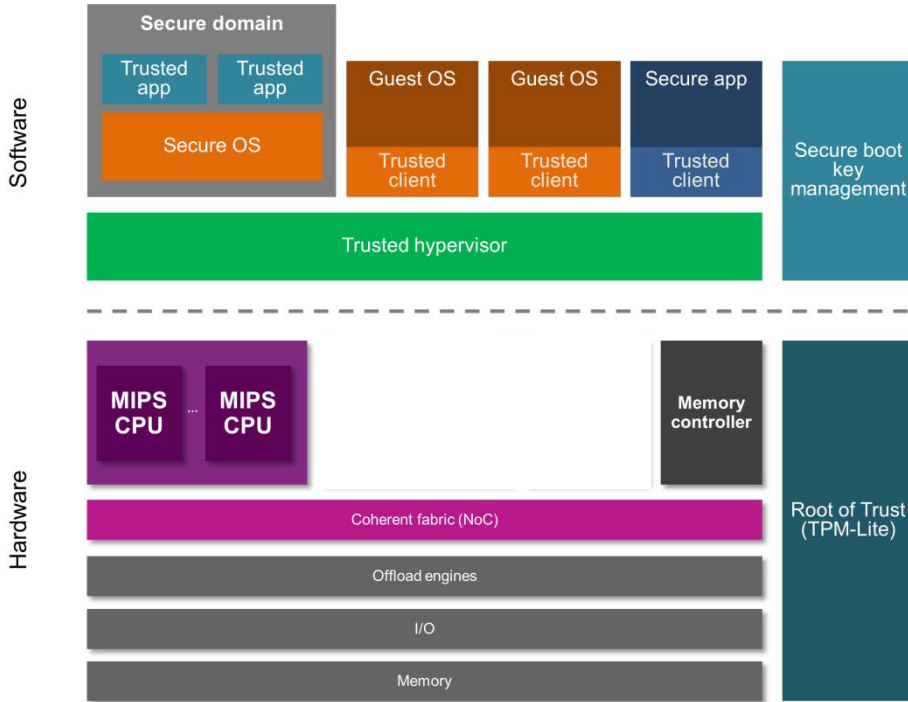 Software
Secure domain
Trusted
app
Trusted
app
Secure OS
Guest OS
Trusted
client
Guest OS
Trusted
client
Secure app
Trusted
client
Secure boot
key
management
Trusted hypervisor
Hardware
MIPS
CPU
...
MIPS
CPU
Memory
controller
Root of Trust
(TPM-Lite)
Coherent fabric (NoC)
Offload engines
I/O
Memory